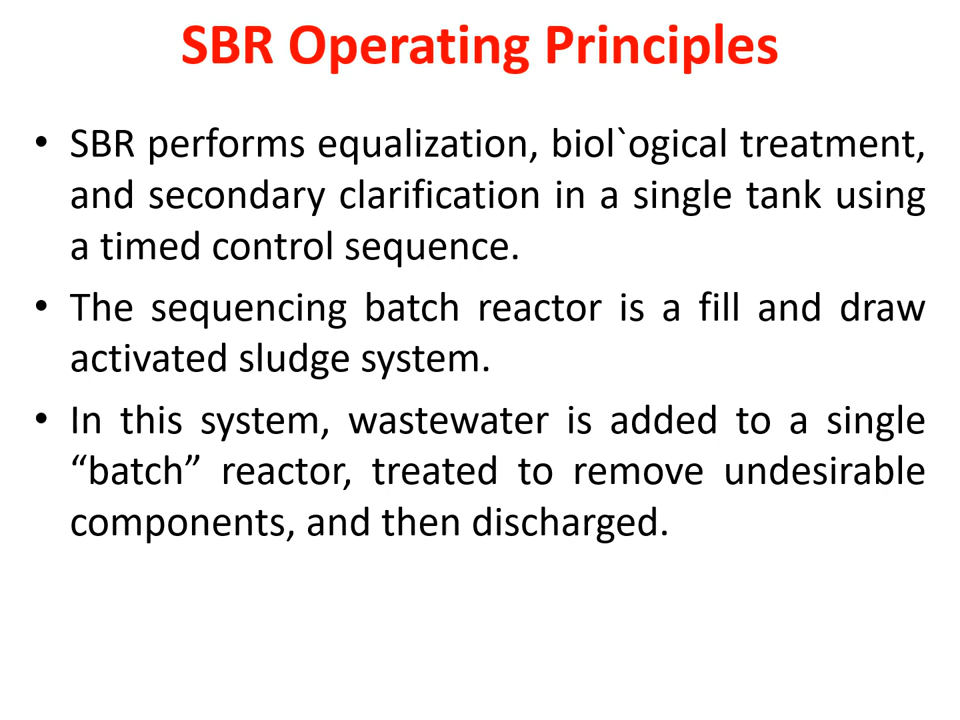 SBR Operating Principles
• SBR performs equalization, biol`ogical treatment,
and secondary clarification in a single tank using
a timed control sequence.
• The sequencing batch reactor is a fill and draw
activated sludge system.
• In this system, wastewater is added to a single
“batch” reactor, treated to remove undesirable
components, and then discharged.